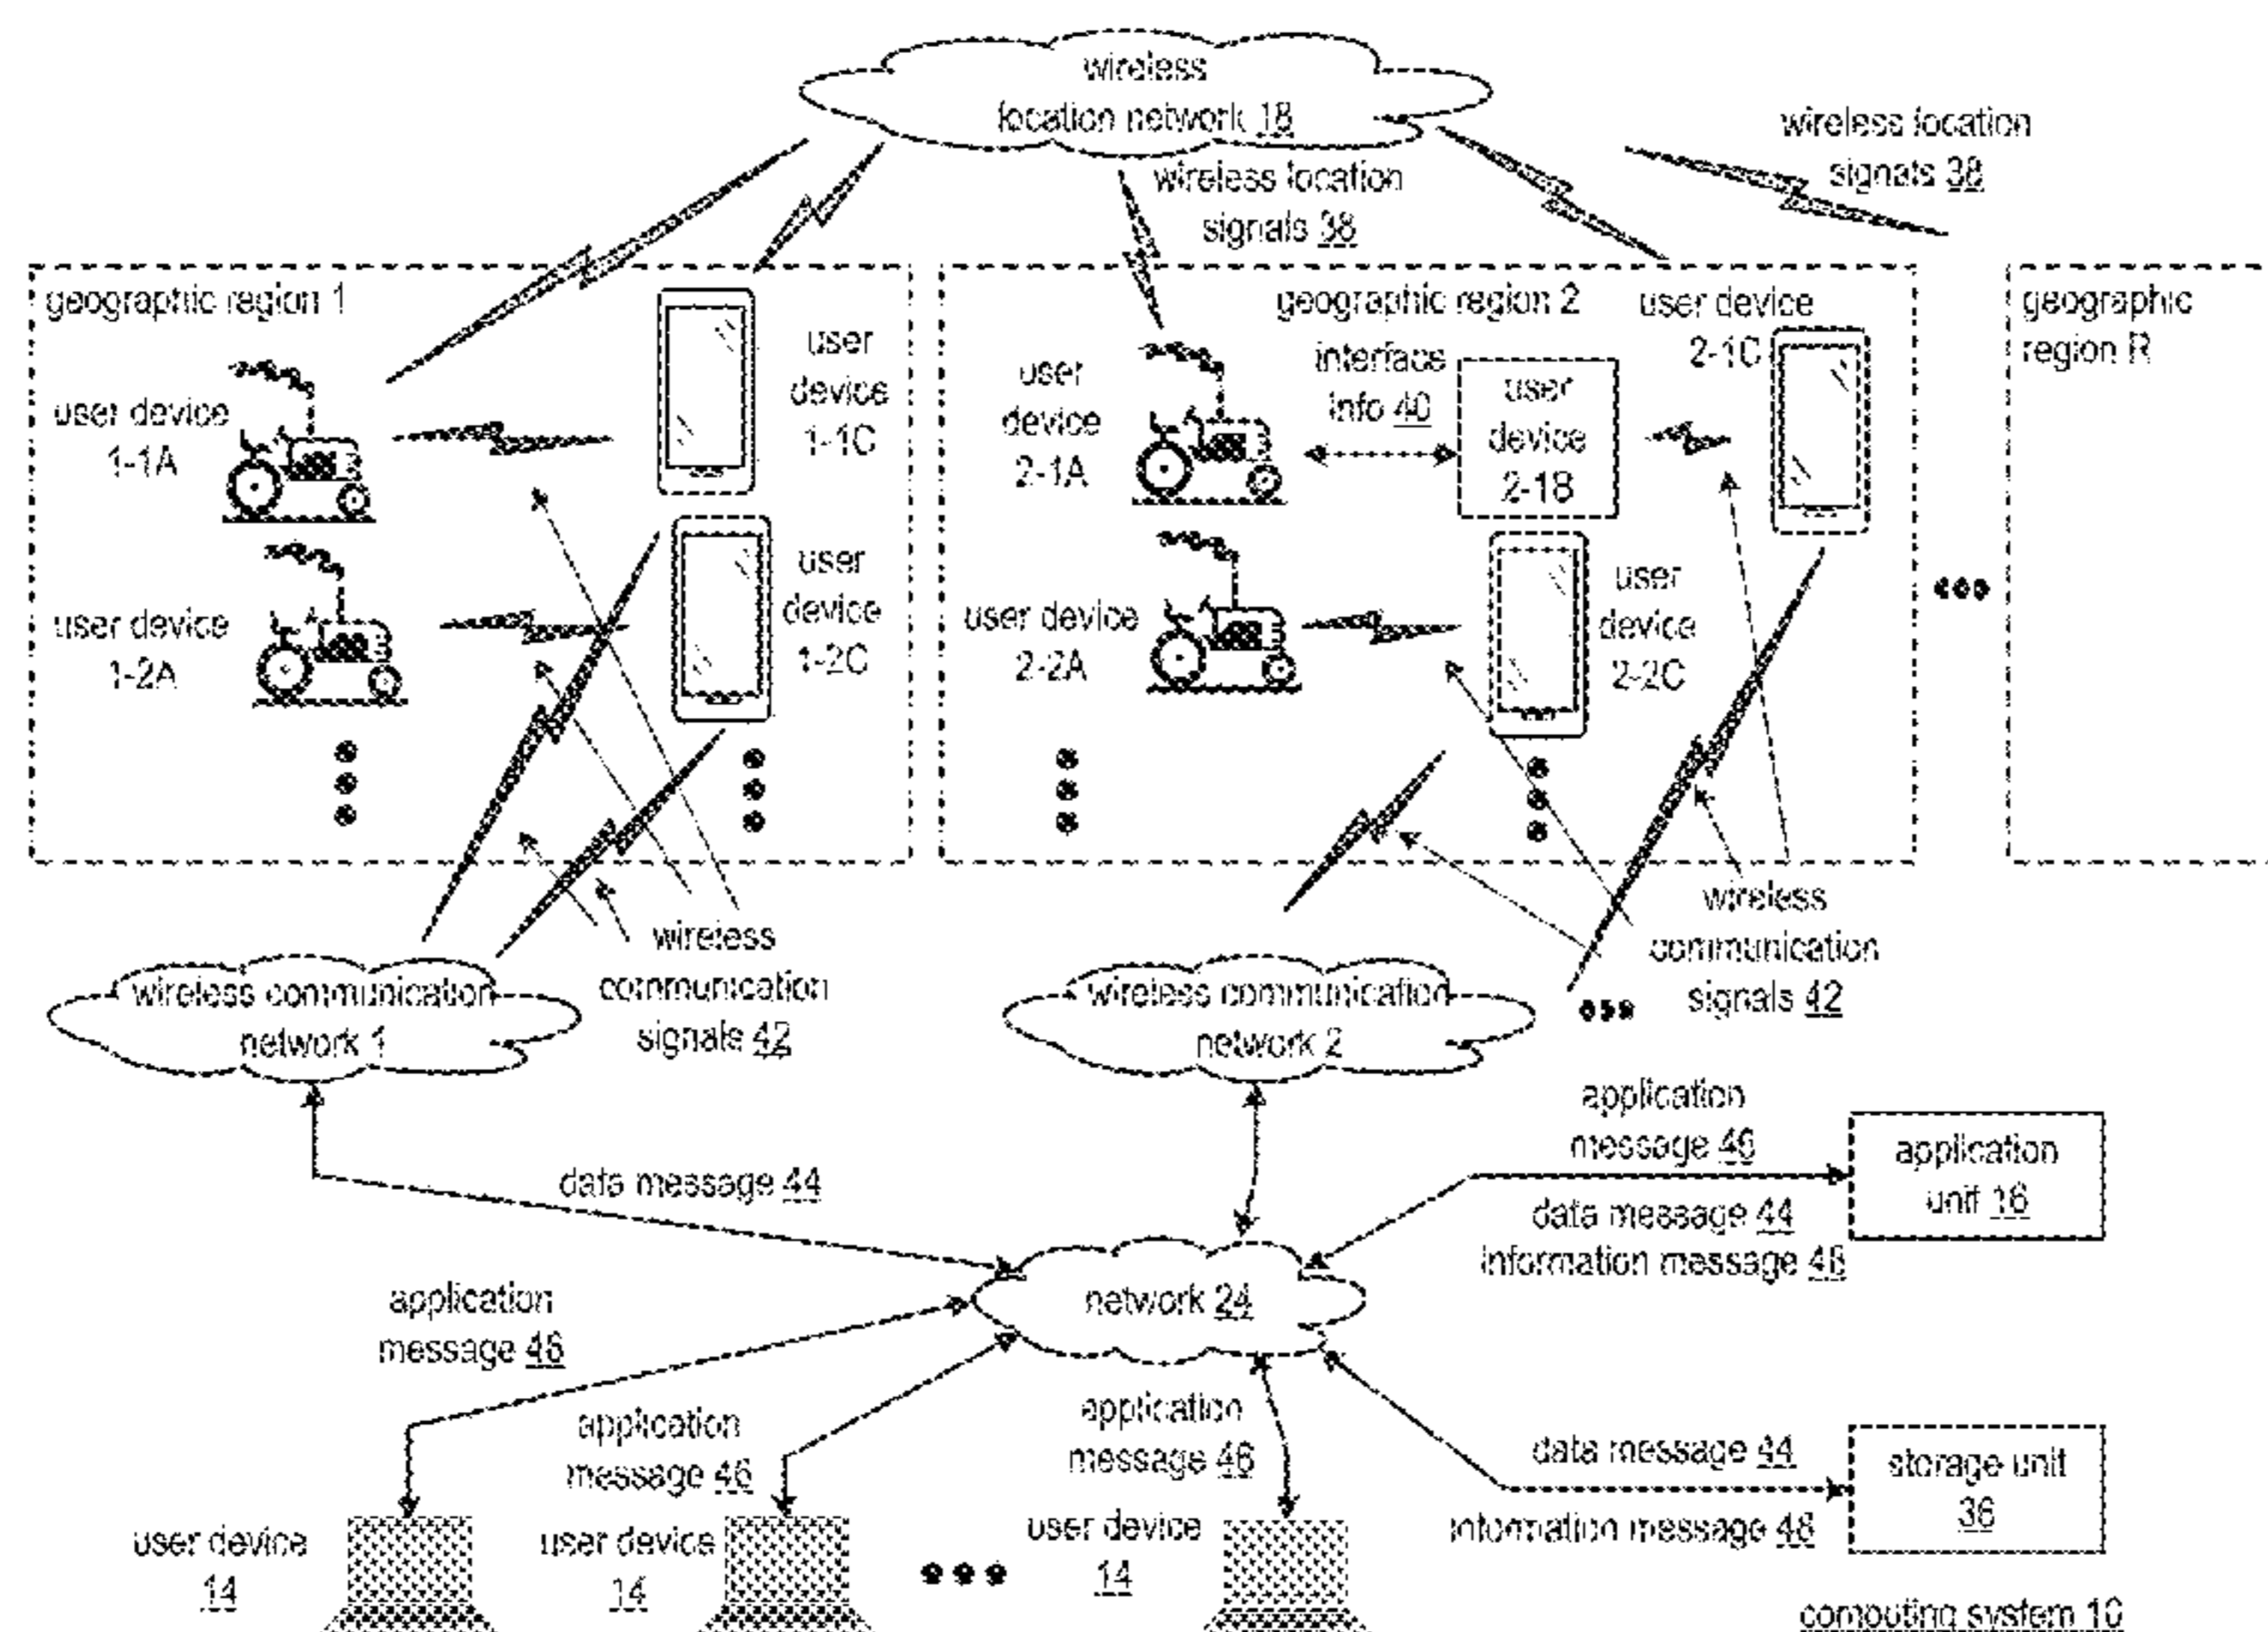 wireless
location network 18
wireless location
signals 38
wireless location
signals 38
geographic region 1
user device
1-1A
user
device
1-1C
user device
1-2A
user
device
1-2C
geographic region 2
user
device
2-1A
interface
info 40
user
device
2-1B
user device
2-1C
user device
2-2A
user
device
2-2C
geographic
region R
wireless communication
network 1
wireless
communication
signals 42
wireless communication
network 2
wireless
communication
signals 42
data message 44
application
message 46
data message 44
information message 48
application
unit 16
network 24
application
message 46
application
message 46
application
message 46
data message 44
information message 48
storage unit
36
user device
14
user device
14
user device
14
computing system 10